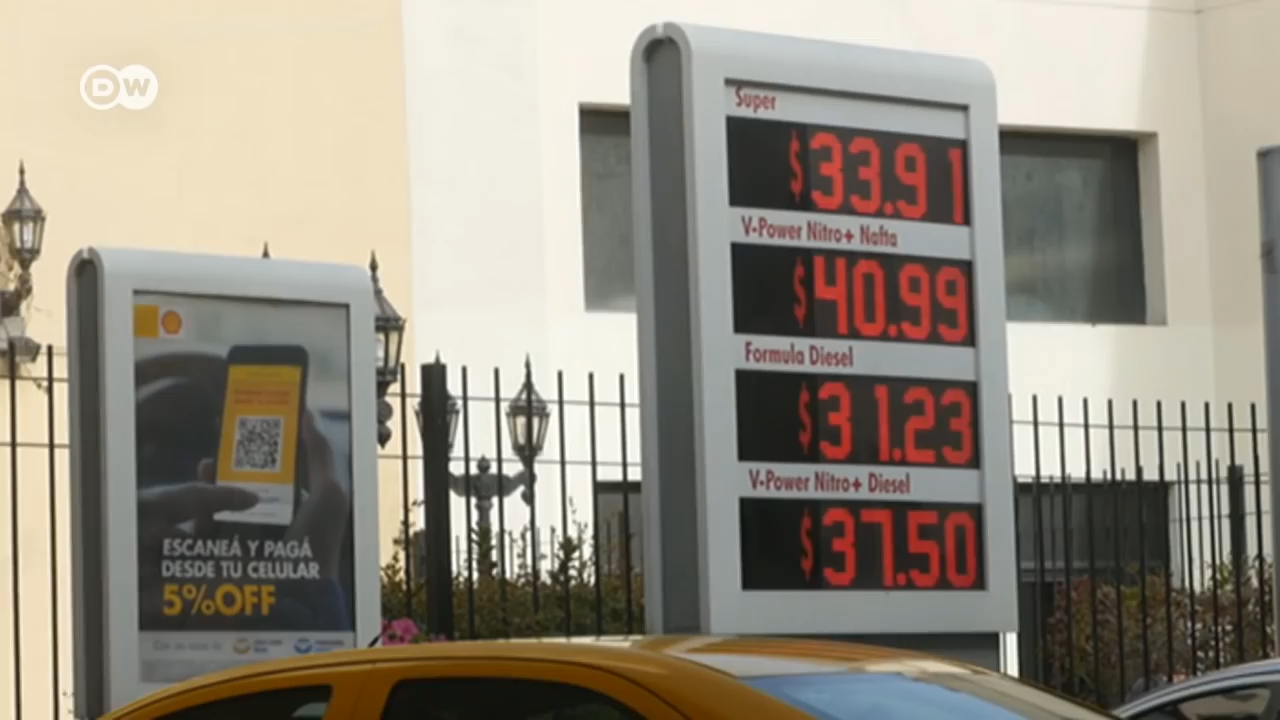 DW
Super
$33.91
V-Power Nitro+ Nafta
$40.99
Formula Diesel
$31.23
V-Power Nitro+ Diesel
$37.50
ESCANEÁ Y PAGÁ
DESDE TU CELULAR
5%OFF